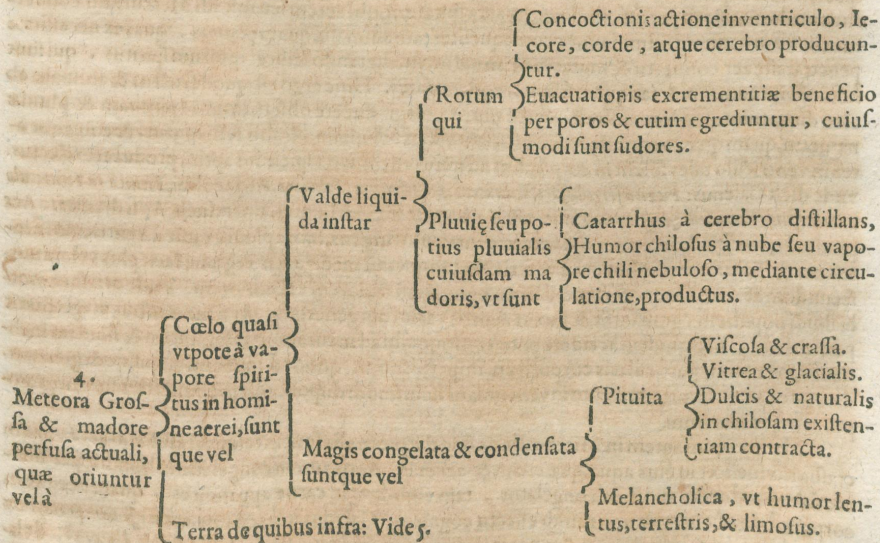 4.
Meteora Groſ-
ſa & madore
perfuſa actuali,
quæ oriuntur
vel à
Cœlo quaſi
vtpote à va-
pore ſpiri-
tus in homi-
ne aerei, ſunt
que vel
Valde liqui-
da inſtar
Rorum
qui
Concoctionis actione in ventriculo, Ie-
core, corde, atque cerebro producun-
tur.
Euacuationis excrementitiæ beneficio
per poros & cutim egrediuntur, cuiuſ-
modi ſunt ſudores.
Pluuię ſeu po-
tius pluuialis
cuiuſdam ma
doris, vt ſunt
Catarrhus à cerebro diſtillans,
Humor chiloſus à nube ſeu vapo-
re chili nebuloſo, mediante circu-
latione, productus.
Magis congelata & condenſata
ſuntque vel
Pituita
Viſcoſa & craſſa.
Vitrea & glacialis.
Dulcis & naturalis
in chiloſam exiſten-
tiam contracta.
Melancholica, vt humor len-
tus, terreſtris, & limoſus.
Terra de quibus infra: Vide 5.